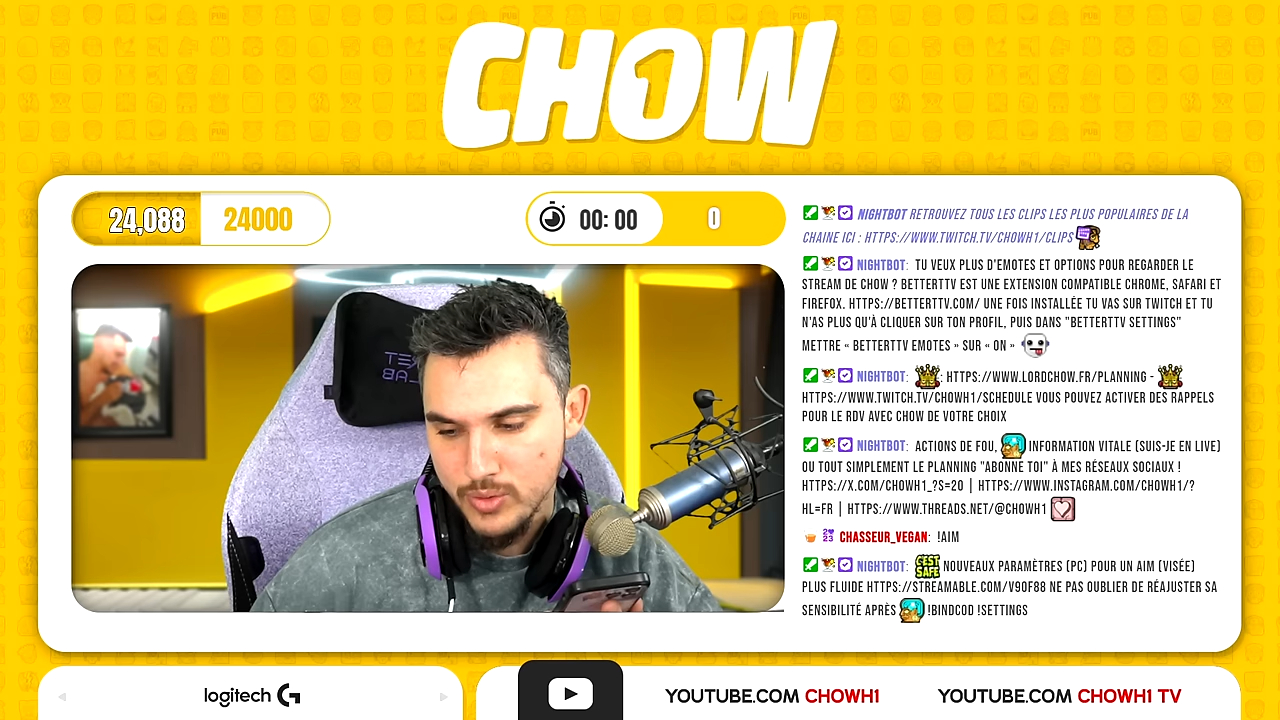 CHOW
24,088 24000
00: 00 0
NIGHTBOT RETROUVEZ TOUS LES CLIPS LES PLUS POPULAIRES DE LA
CHAINE ICI : HTTPS://WWW.TWITCH.TV/CHOWH1/CLIPS
NIGHTBOT: TU VEUX PLUS D'EMOTES ET OPTIONS POUR REGARDER LE
STREAM DE CHOW ? BETTERTTV EST UNE EXTENSION COMPATIBLE CHROME, SAFARI ET
FIREFOX. HTTPS://BETTERTTV.COM/ UNE FOIS INSTALLÉE TU VAS SUR TWITCH ET TU
N'AS PLUS QU'À CLIQUER SUR TON PROFIL, PUIS DANS "BETTERTTV SETTINGS"
METTRE « BETTERTTV EMOTES » SUR « ON »
NIGHTBOT: : HTTPS://WWW.LORDCHOW.FR/PLANNING -
HTTPS://WWW.TWITCH.TV/CHOWH1/SCHEDULE VOUS POUVEZ ACTIVER DES RAPPELS
POUR LE RDV AVEC CHOW DE VOTRE CHOIX
NIGHTBOT: ACTIONS DE FOU, INFORMATION VITALE (SUIS-JE EN LIVE)
OU TOUT SIMPLEMENT LE PLANNING "ABONNE TOI" À MES RÉSEAUX SOCIAUX !
HTTPS://X.COM/CHOWH1_?S=20 | HTTPS://WWW.INSTAGRAM.COM/CHOWH1/?
HL=FR | HTTPS://WWW.THREADS.NET/@CHOWH1
CHASSEUR_VEGAN: !AIM
NIGHTBOT: C'EST SAFE NOUVEAUX PARAMÈTRES (PC) POUR UN AIM (VISÉE)
PLUS FLUIDE HTTPS://STREAMABLE.COM/V90F88 NE PAS OUBLIER DE RÉAJUSTER SA
SENSIBILITÉ APRÈS !BINDCOD !SETTINGS
logitech G
YOUTUBE.COM CHOWH1
YOUTUBE.COM CHOWH1 TV